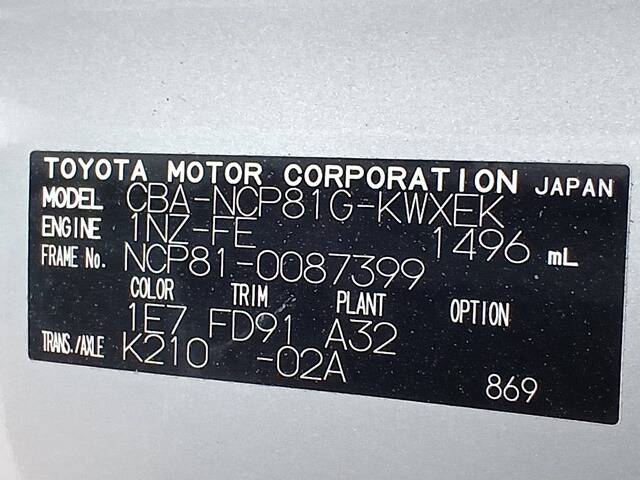 TOYOTA MOTOR CORPORATION JAPAN
MODEL CBA-NCP81G-KWXEK
ENGINE 1NZ-FE 1496 mL
FRAME No. NCP81-0087399
COLOR TRIM PLANT OPTION
1E7 FD91 A32
TRANS./AXLE K210 -02A
869